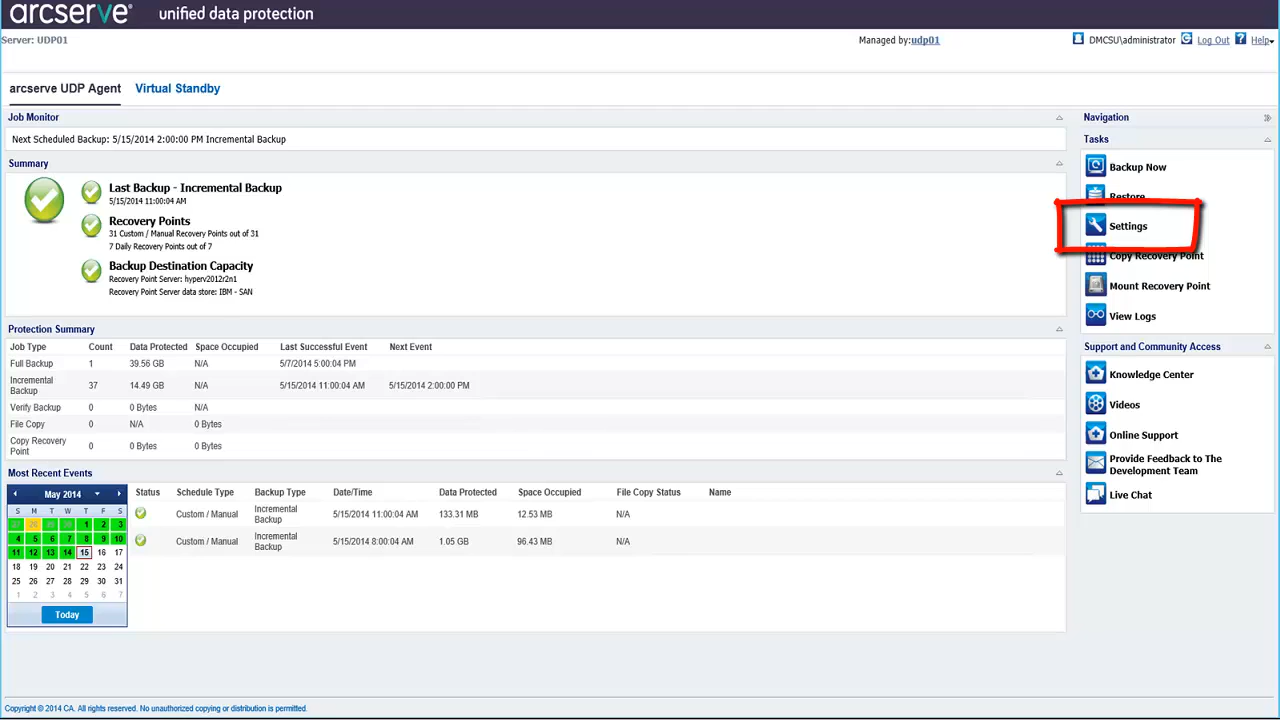 arcserve® unified data protection
Server: UDP01
Managed by:udp01
DMCSU\administrator Log Out Help
arcserve UDP Agent Virtual Standby
Job Monitor
Next Scheduled Backup: 5/15/2014 2:00:00 PM Incremental Backup
Summary
Last Backup - Incremental Backup
5/15/2014 11:00:04 AM
Recovery Points
31 Custom / Manual Recovery Points out of 31
7 Daily Recovery Points out of 7
Backup Destination Capacity
Recovery Point Server: hyperv2012r2n1
Recovery Point Server data store: IBM - SAN
Protection Summary
Job Type Count Data Protected Space Occupied Last Successful Event Next Event
Full Backup 1 39.56 GB N/A 5/7/2014 5:00:04 PM
Incremental Backup 37 14.49 GB N/A 5/15/2014 11:00:04 AM 5/15/2014 2:00:00 PM
Verify Backup 0 0 Bytes N/A
File Copy 0 N/A 0 Bytes
Copy Recovery Point 0 0 Bytes 0 Bytes
Most Recent Events
May 2014
S M T W T F S
27 28 29 30 1 2 3
4 5 6 7 8 9 10
11 12 13 14 15 16 17
18 19 20 21 22 23 24
25 26 27 28 29 30 31
1 2 3 4 5 6 7
Today
Status Schedule Type Backup Type Date/Time Data Protected Space Occupied File Copy Status Name
Custom / Manual Incremental Backup 5/15/2014 11:00:04 AM 133.31 MB 12.53 MB N/A
Custom / Manual Incremental Backup 5/15/2014 8:00:04 AM 1.05 GB 96.43 MB N/A
Navigation
Tasks
Backup Now
Restore
Settings
Copy Recovery Point
Mount Recovery Point
View Logs
Support and Community Access
Knowledge Center
Videos
Online Support
Provide Feedback to The
Development Team
Live Chat
Copyright © 2014 CA. All rights reserved. No unauthorized copying or distribution is permitted.